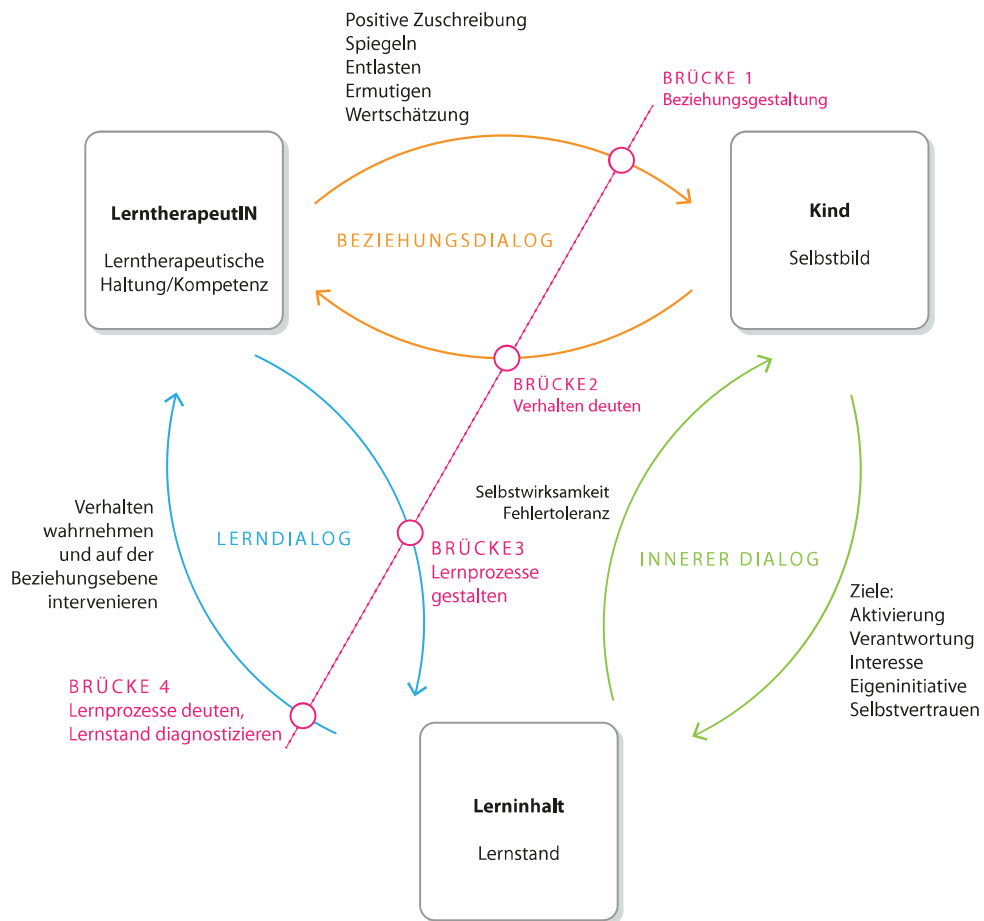 Positive Zuschreibung
Spiegeln
Entlasten
Ermutigen
Wertschätzung
BRÜCKE 1
Beziehungsgestaltung
LerntherapeutIN
Lerntherapeutische
Haltung/Kompetenz
BEZIEHUNGSDIALOG
Kind
Selbstbild
BRÜCKE2
Verhalten deuten
Verhalten
wahrnehmen
und auf der
Beziehungsebene
intervenieren
LERNDIALOG
Selbstwirksamkeit
Fehlertoleranz
BRÜCKE3
Lernprozesse
gestalten
INNERER DIALOG
Ziele:
Aktivierung
Verantwortung
Interesse
Eigeninitiative
Selbstvertrauen
BRÜCKE 4
Lernprozesse deuten,
Lernstand diagnostizieren
Lerninhalt
Lernstand